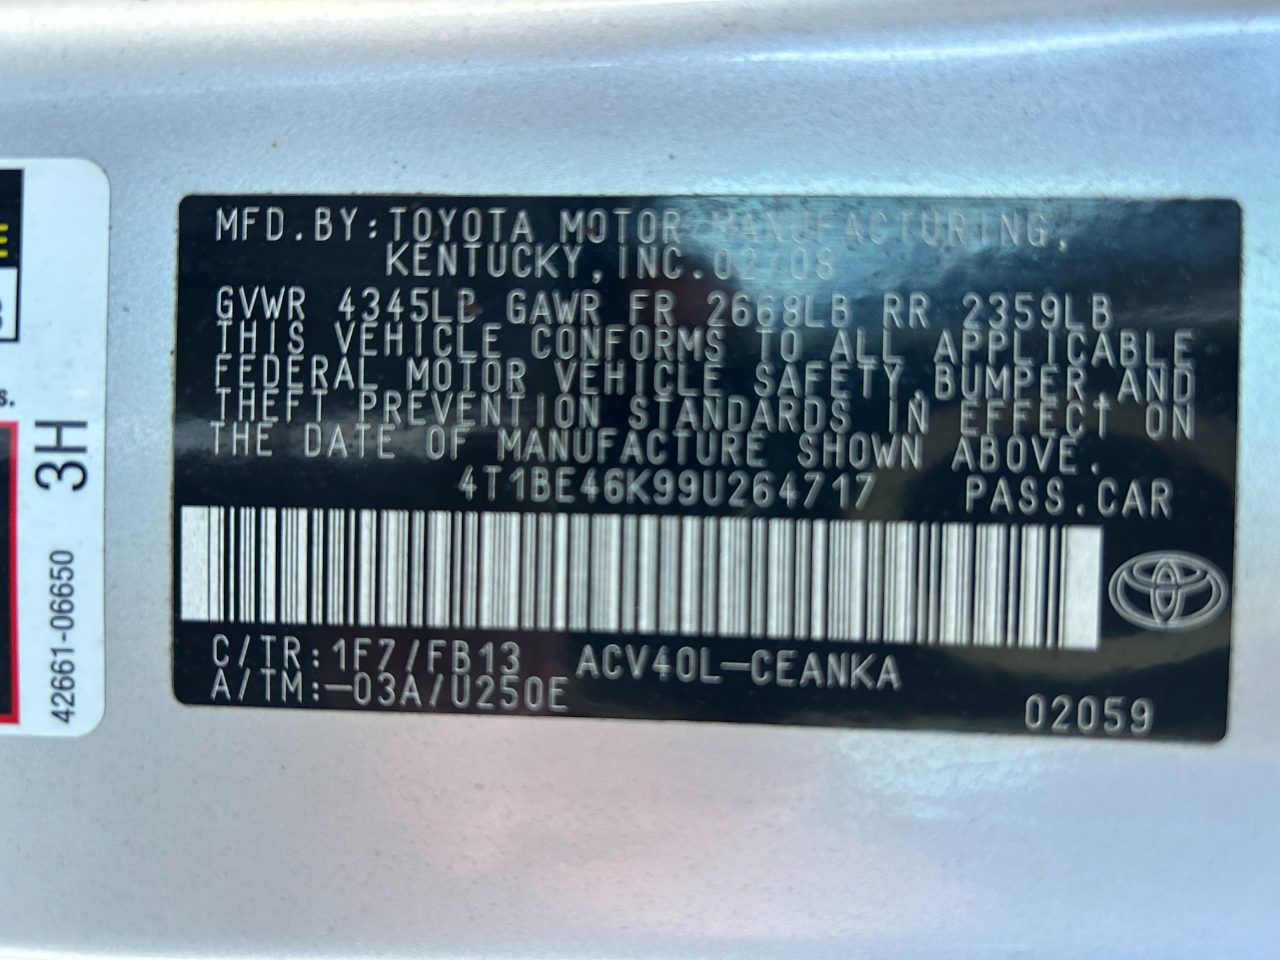 MFD.BY:TOYOTA MOTOR MANUFACTURING,
KENTUCKY,INC.02/08
GVWR 4345LB GAWR FR 2668LB RR 2359LB
THIS VEHICLE CONFORMS TO ALL APPLICABLE
FEDERAL MOTOR VEHICLE SAFETY,BUMPER,AND
THEFT PREVENTION STANDARDS IN EFFECT ON
THE DATE OF MANUFACTURE SHOWN ABOVE.
4T1BE46K99U264717 PASS.CAR
C/TR:1F7/FB13 ACV40L-CEANKA
A/TM:-03A/U250E
02059
3H
42661-06650